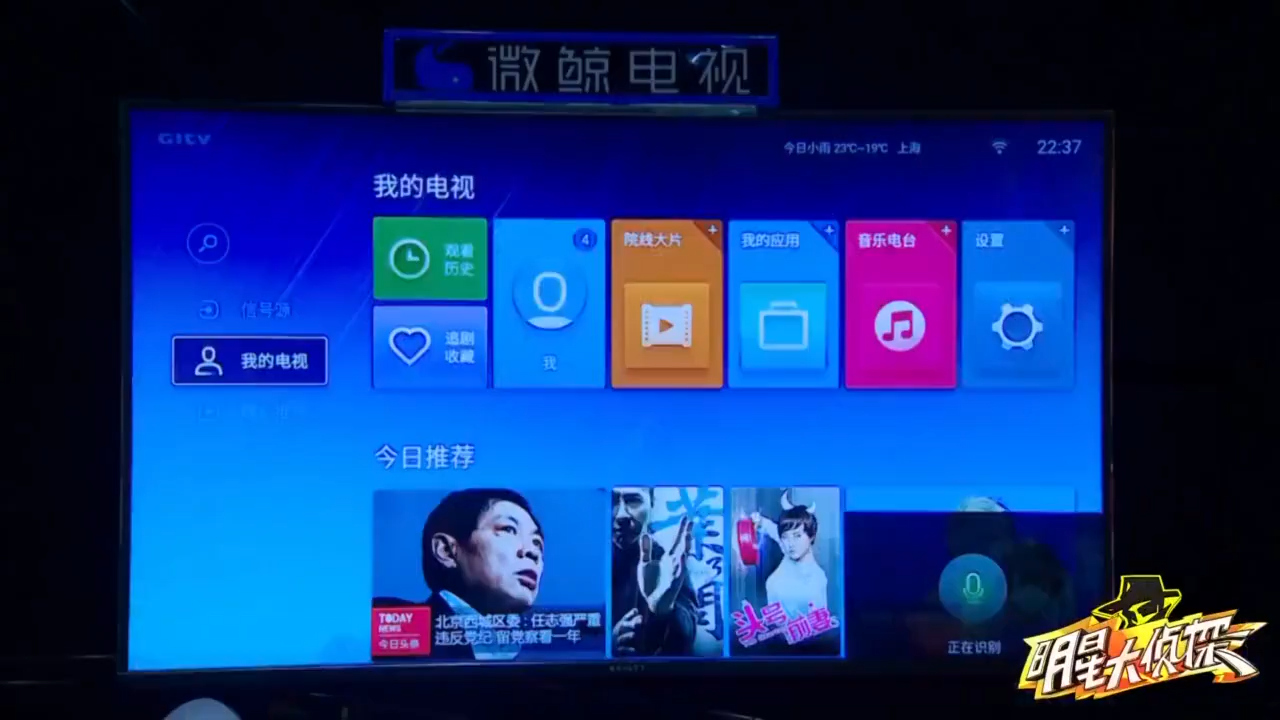 微鲸电视
GITV
今日小雨 23℃~19℃ 上海
22:37
我的电视
观看
历史
追剧
收藏
4
我
院线大片
我的应用
音乐电台
设置
信号源
我的电视
今日推荐
TODAY
NEWS
今日头条
北京西城区委:任志强严重
违反党纪 留党察看一年
叶问
头号前妻
正在识别
明星大侦探